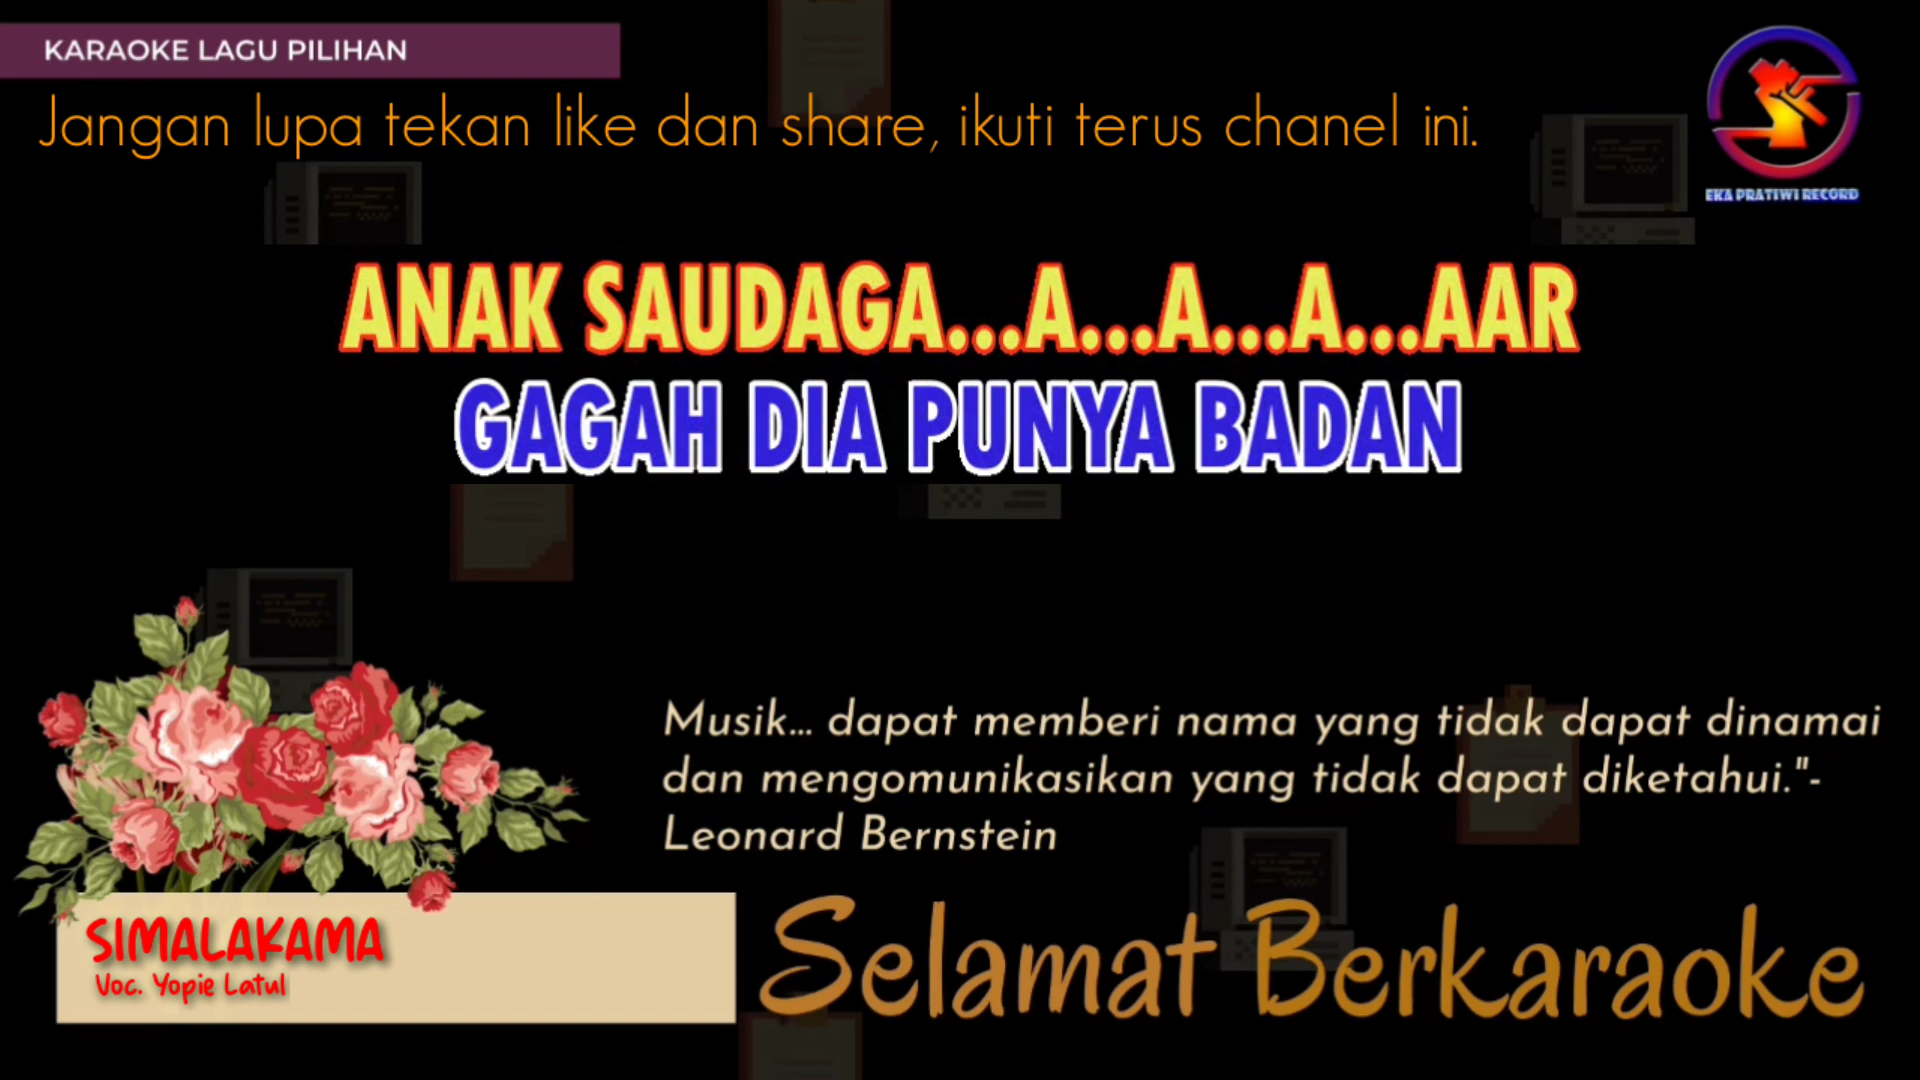 KARAOKE LAGU PILIHAN
Jangan lupa tekan like dan share, ikuti terus chanel ini.
EKA PRATIWI RECORD
ANAK SAUDAGA...A...A...A...AAR
GAGAH DIA PUNYA BADAN
Musik... dapat memberi nama yang tidak dapat dinamai
dan mengomunikasikan yang tidak dapat diketahui."-
Leonard Bernstein
SIMALAKAMA
Voc. Yopie Latul
Selamat Berkaraoke